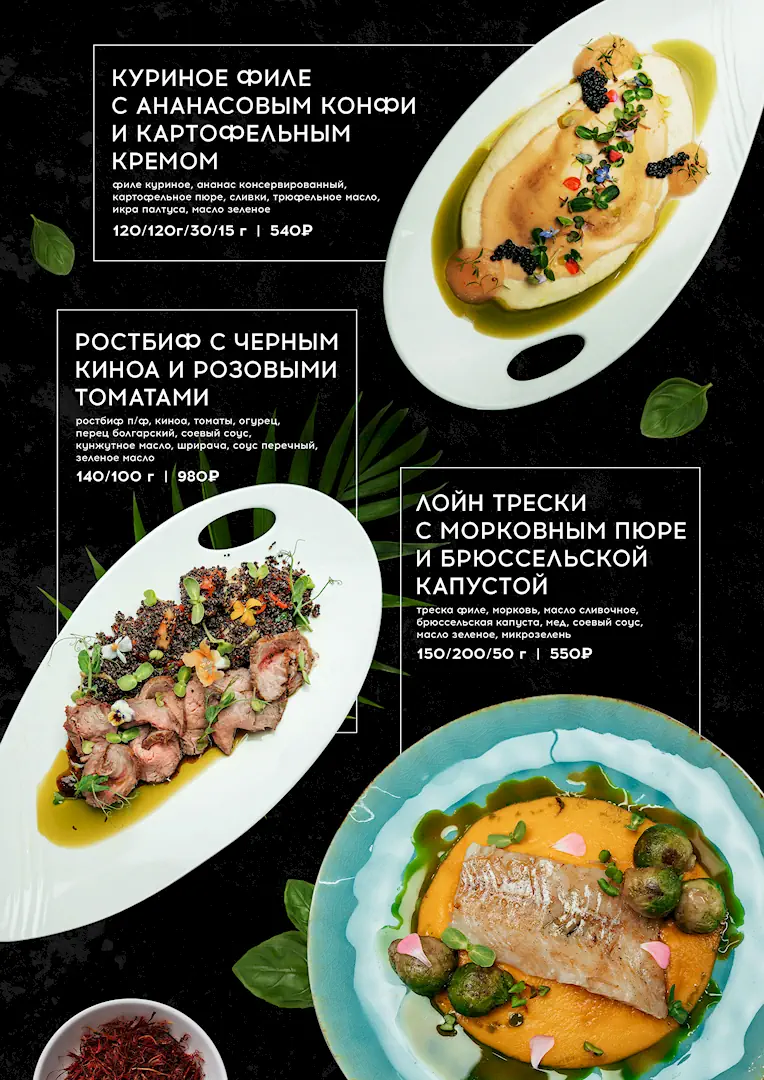 КУРИНОЕ ФИЛЕ
С АНАНАСОВЫМ КОНФИ
И КАРТОФЕЛЬНЫМ
КРЕМОМ
филе куриное, ананас консервированный,
картофельное пюре, сливки, трюфельное масло,
икра палтуса, масло зеленое
120/120г/30/15 г | 540₽
РОСТБИФ С ЧЕРНЫМ
КИНОА И РОЗОВЫМИ
ТОМАТАМИ
ростбиф п/ф, киноа, томаты, огурец,
перец болгарский, соевый соус,
кунжутное масло, шрирача, соус перечный,
зеленое масло
140/100 г | 980₽
ЛОЙН ТРЕСКИ
С МОРКОВНЫМ ПЮРЕ
И БРЮССЕЛЬСКОЙ
КАПУСТОЙ
треска филе, морковь, масло сливочное,
брюссельская капуста, мед, соевый соус,
масло зеленое, микрозелень
150/200/50 г | 550₽